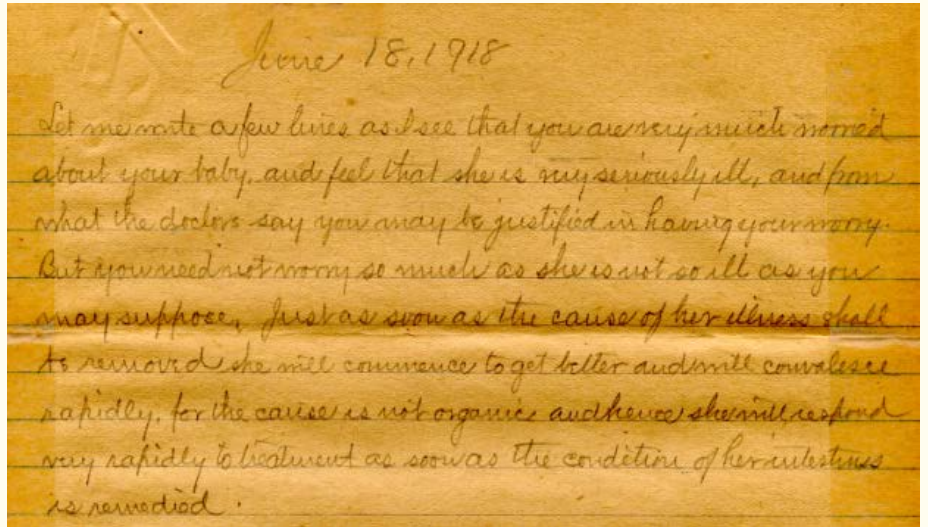 June 18, 1918
Let me write a few lines as I see that you are very much worried
about your baby, and feel that she is very seriously ill, and from
what the doctors say you may be justified in having your worry.
But you need not worry so much as she is not so ill as you
may suppose. Just as soon as the cause of her illness shall
be removed she will commence to get better and will convalesce
rapidly, for the cause is not organic and hence she will respond
very rapidly to treatment as soon as the condition of her intestines
is remedied.